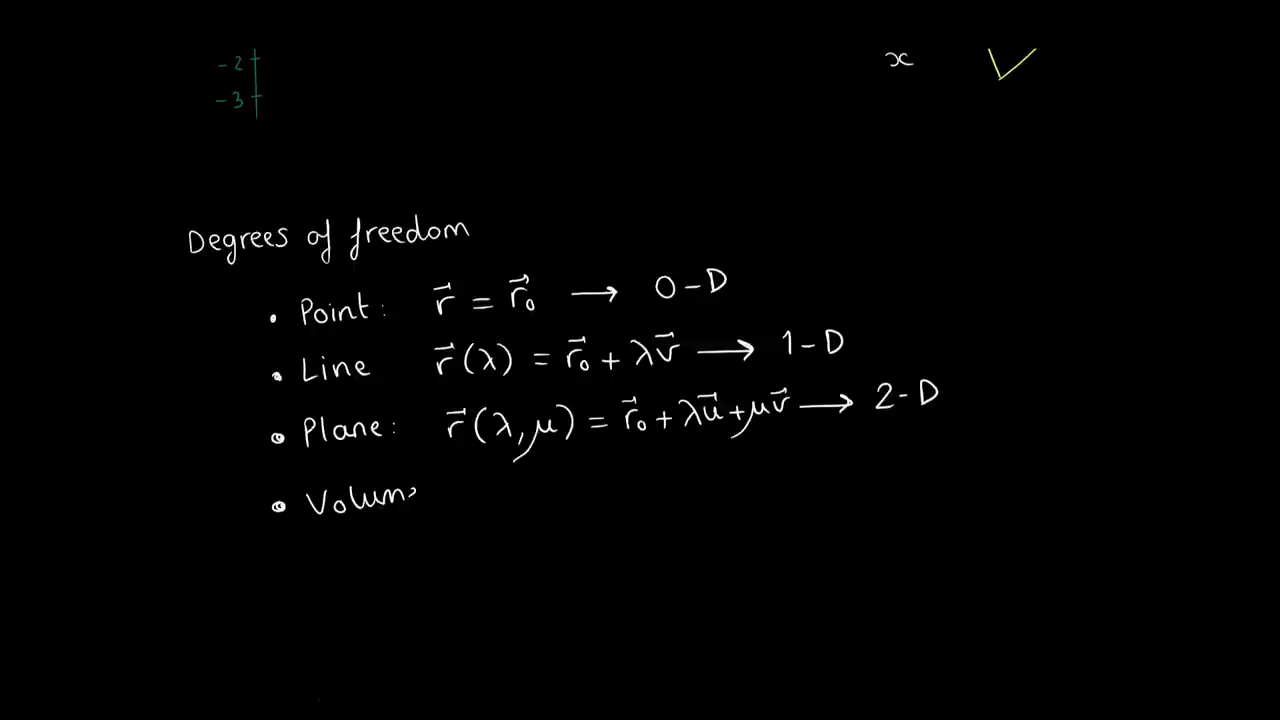 -2
x
-3
Degrees of freedom
• Point: r⃗ = r⃗₀ → 0-D
• Line r⃗(λ) = r⃗₀ + λv⃗ → 1-D
• Plane: r⃗(λ, μ) = r⃗₀ + λu⃗ + μv⃗ → 2-D
• Volum